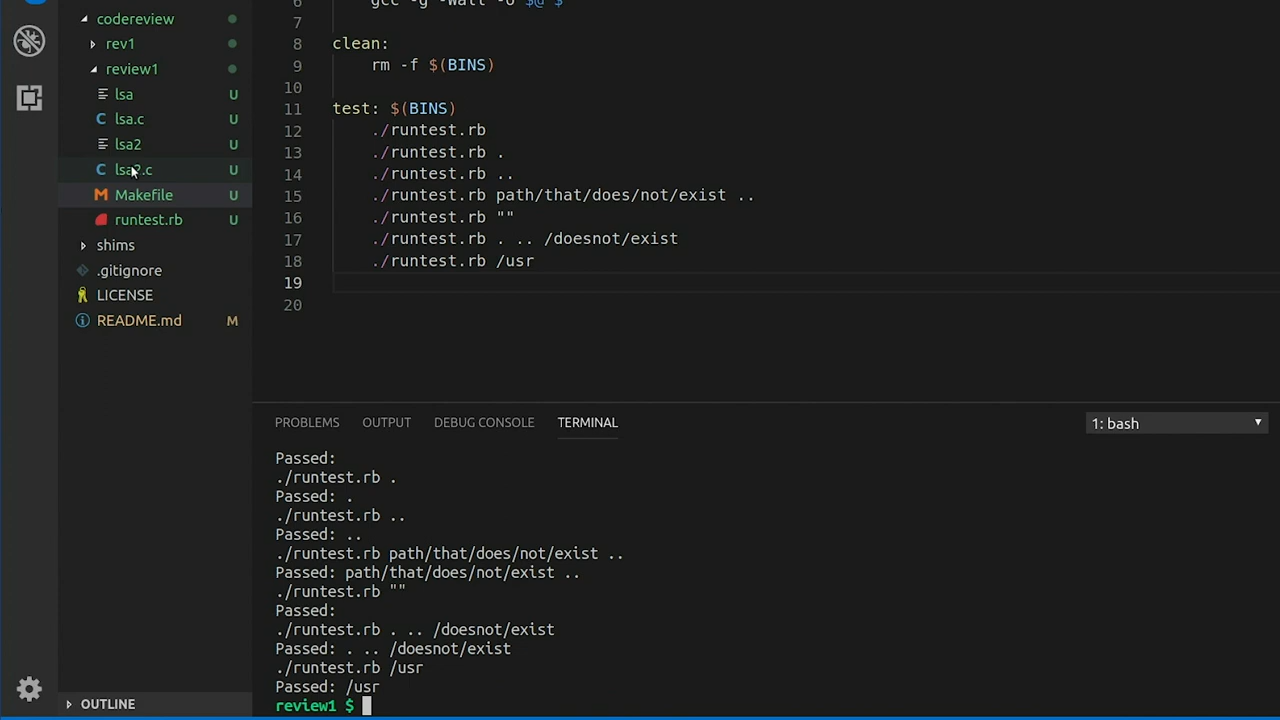 codereview
rev1
review1
lsa U
lsa.c U
lsa2 U
lsa2.c U
Makefile U
runtest.rb U
shims
.gitignore
LICENSE
README.md M
OUTLINE
6 gcc -g -Wall -o $@ $
7
8 clean:
9 rm -f $(BINS)
10
11 test: $(BINS)
12 ./runtest.rb
13 ./runtest.rb .
14 ./runtest.rb ..
15 ./runtest.rb path/that/does/not/exist ..
16 ./runtest.rb ""
17 ./runtest.rb . .. /doesnot/exist
18 ./runtest.rb /usr
19
20
PROBLEMS OUTPUT DEBUG CONSOLE TERMINAL 1: bash
Passed:
./runtest.rb .
Passed: .
./runtest.rb ..
Passed: ..
./runtest.rb path/that/does/not/exist ..
Passed: path/that/does/not/exist ..
./runtest.rb ""
Passed:
./runtest.rb . .. /doesnot/exist
Passed: . .. /doesnot/exist
./runtest.rb /usr
Passed: /usr
review1 $